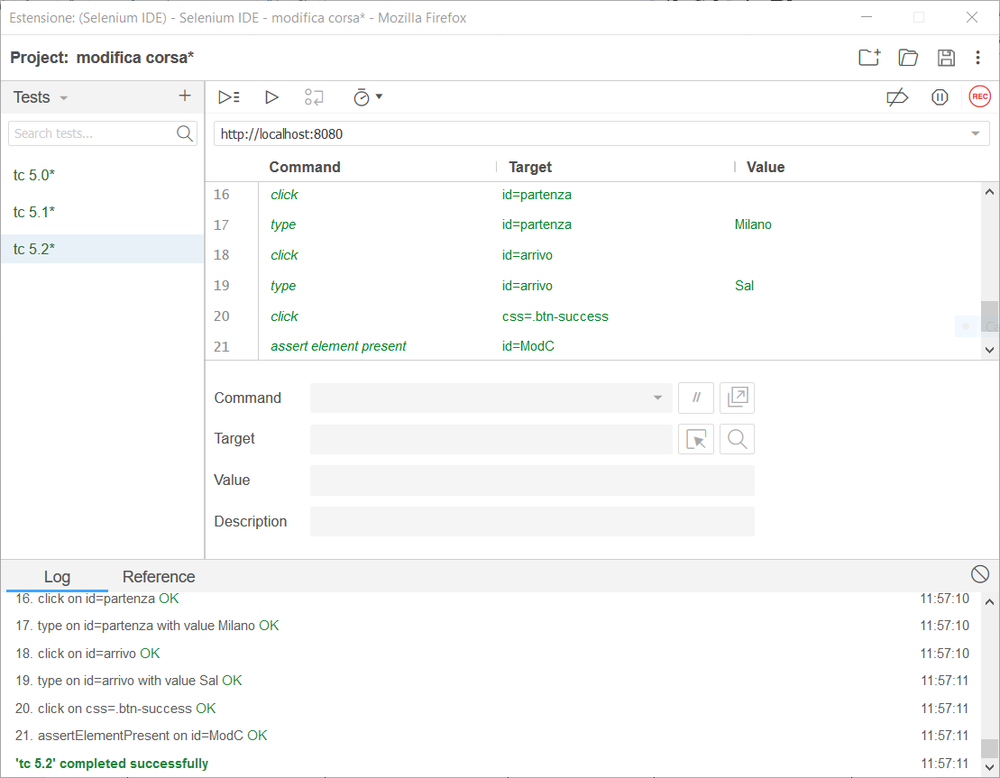 Estensione: (Selenium IDE) - Selenium IDE - modifica corsa* - Mozilla Firefox
Project: modifica corsa*
Tests
REC
Search tests...
http://localhost:8080
Command Target Value
tc 5.0*
tc 5.1*
tc 5.2*
16 click id=partenza
17 type id=partenza Milano
18 click id=arrivo
19 type id=arrivo Sal
20 click css=.btn-success
21 assert element present id=ModC
Command
//
Target
Value
Description
Log Reference
16. click on id=partenza OK 11:57:10
17. type on id=partenza with value Milano OK 11:57:10
18. click on id=arrivo OK 11:57:10
19. type on id=arrivo with value Sal OK 11:57:11
20. click on css=.btn-success OK 11:57:11
21. assertElementPresent on id=ModC OK 11:57:11
'tc 5.2' completed successfully 11:57:11